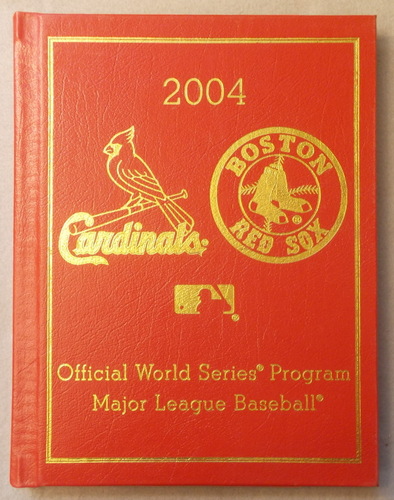 2004
Cardinals
BOSTON
RED SOX
Official World Series® Program
Major League Baseball®